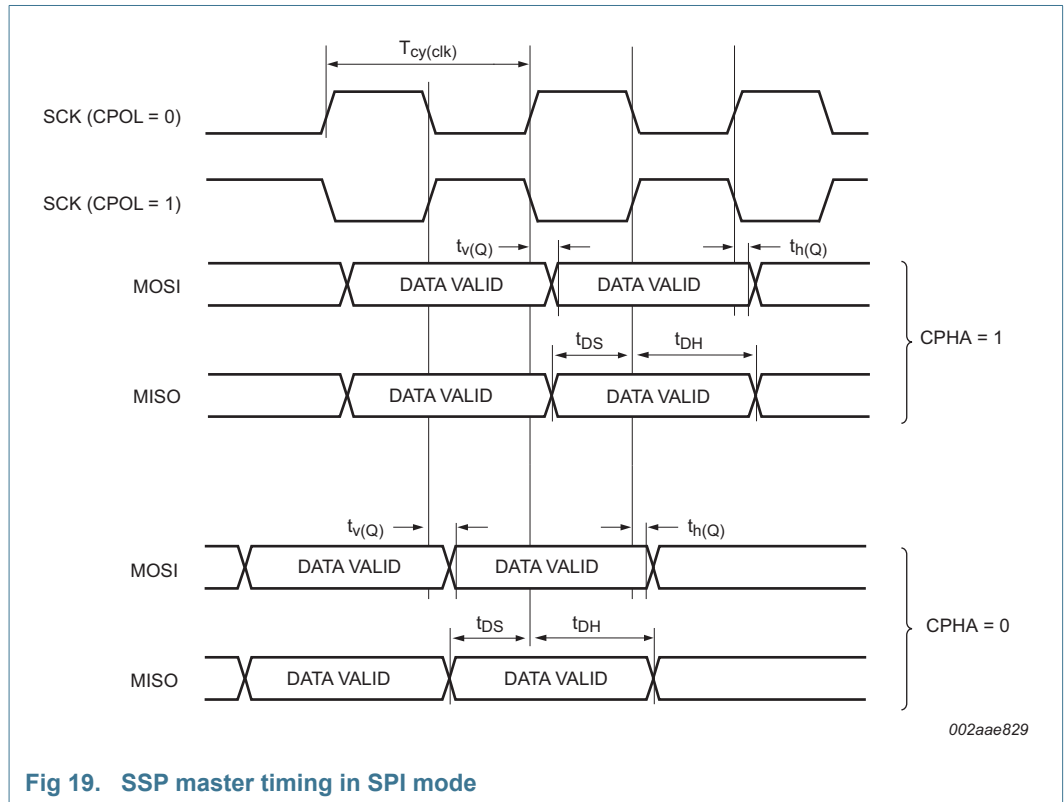 Tcy(clk)
SCK (CPOL = 0)
SCK (CPOL = 1)
tv(Q)
th(Q)
MOSI
DATA VALID
DATA VALID
tDS
tDH
CPHA = 1
MISO
DATA VALID
DATA VALID
tv(Q)
th(Q)
MOSI
DATA VALID
DATA VALID
tDS
tDH
CPHA = 0
MISO
DATA VALID
DATA VALID
002aae829
Fig 19. SSP master timing in SPI mode